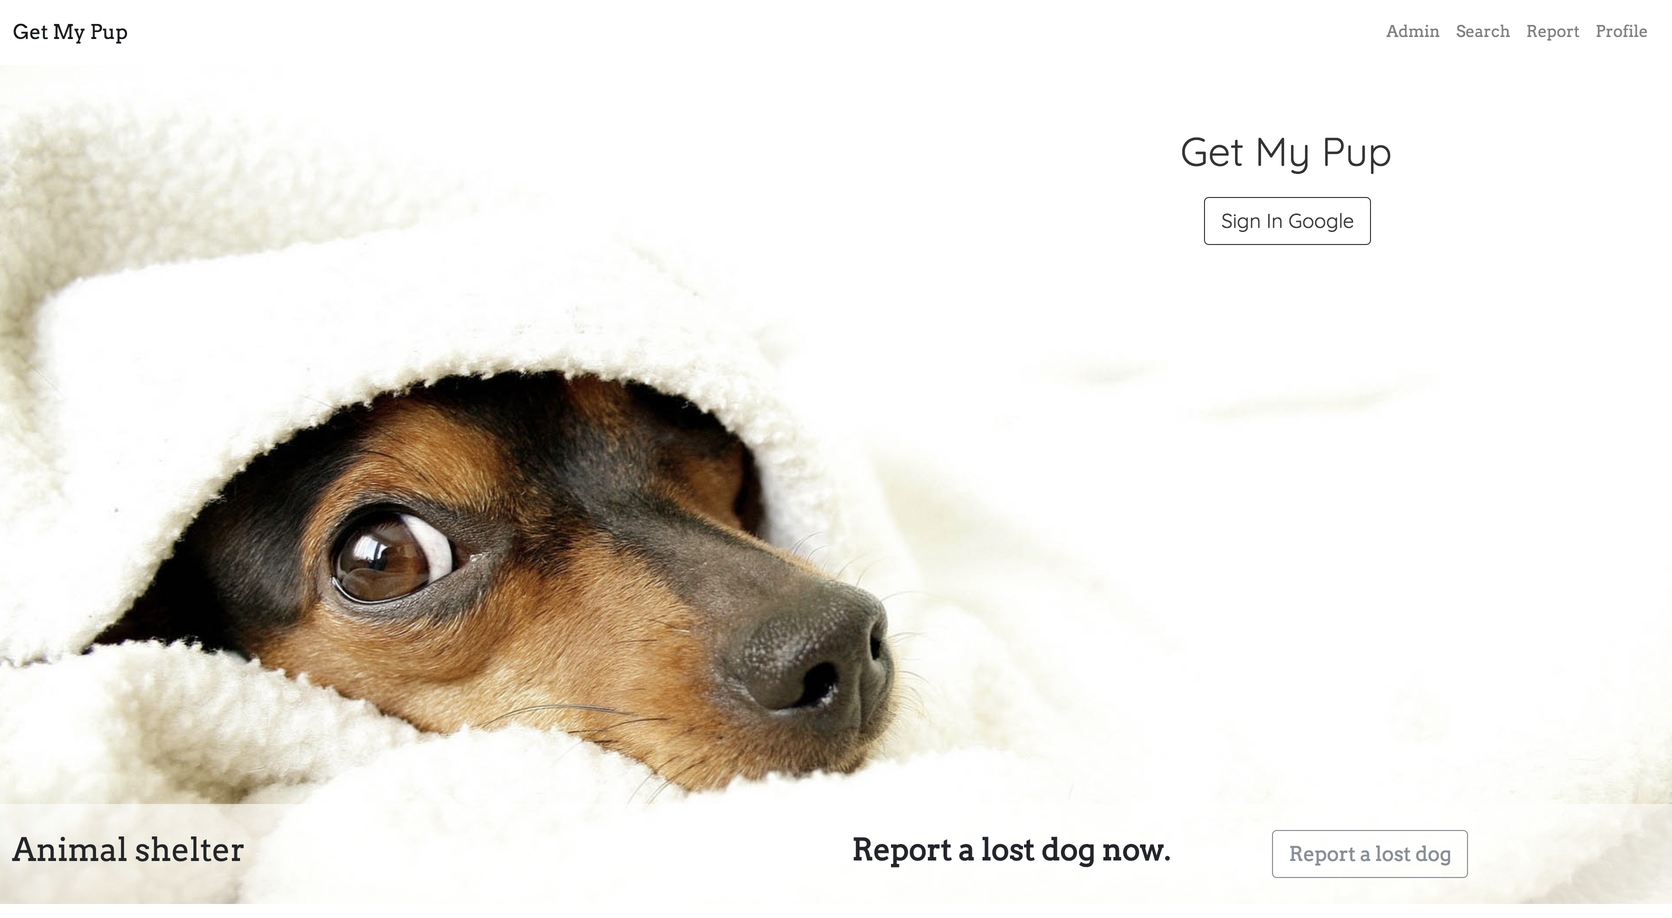 Get My Pup
Admin Search Report Profile
Get My Pup
Sign In Google
Animal shelter
Report a lost dog now.
Report a lost dog